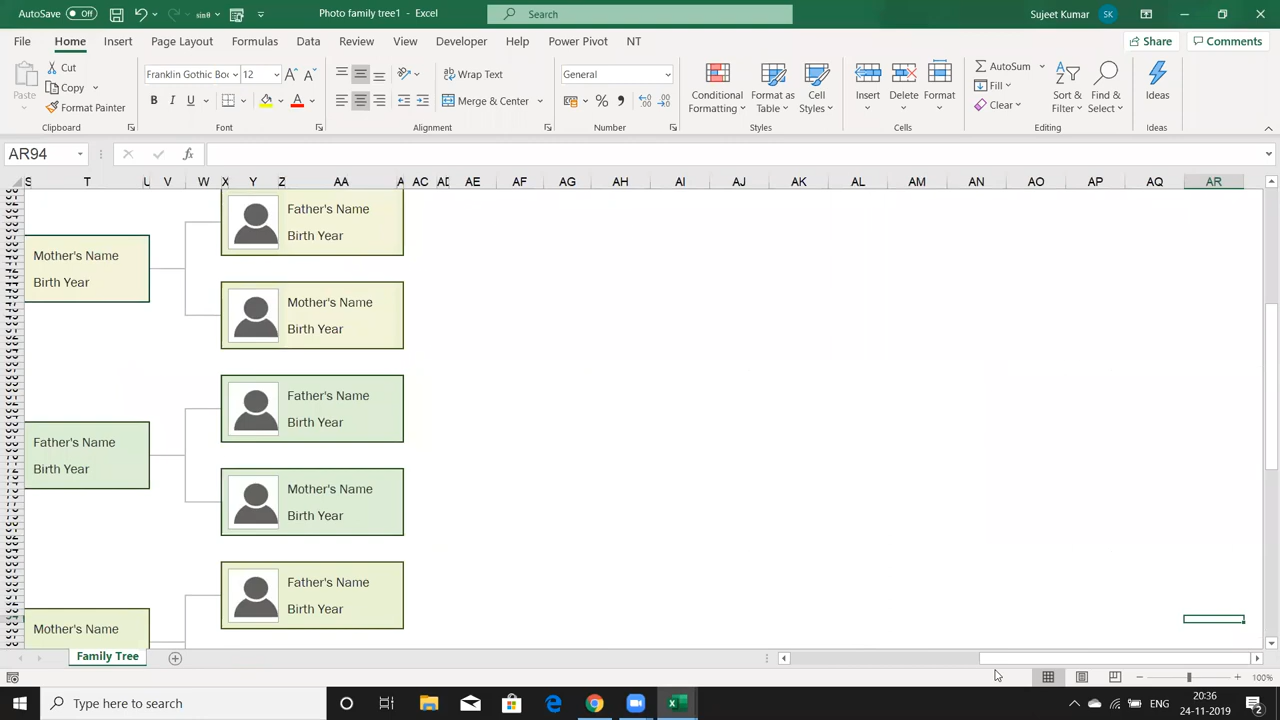 AutoSave Off Photo family tree1 - Excel Search Sujeet Kumar SK
File Home Insert Page Layout Formulas Data Review View Developer Help Power Pivot NT Share Comments
Paste Cut Copy Format Painter
Franklin Gothic Boo 12
B I U A
Wrap Text
Merge & Center
General
Conditional Formatting Format as Table Cell Styles Insert Delete Format
AutoSum Fill Clear Sort & Filter Find & Select Ideas
Clipboard Font Alignment Number Styles Cells Editing Ideas
AR94 fx
S T U V W X Y Z AA A AC AD AE AF AG AH AI AJ AK AL AM AN AO AP AQ AR
Father's Name
Birth Year
Mother's Name
Birth Year
Mother's Name
Birth Year
Father's Name
Birth Year
Father's Name
Birth Year
Mother's Name
Birth Year
Father's Name
Birth Year
Mother's Name
Family Tree
100%
Type here to search
ENG 20:36
24-11-2019 2